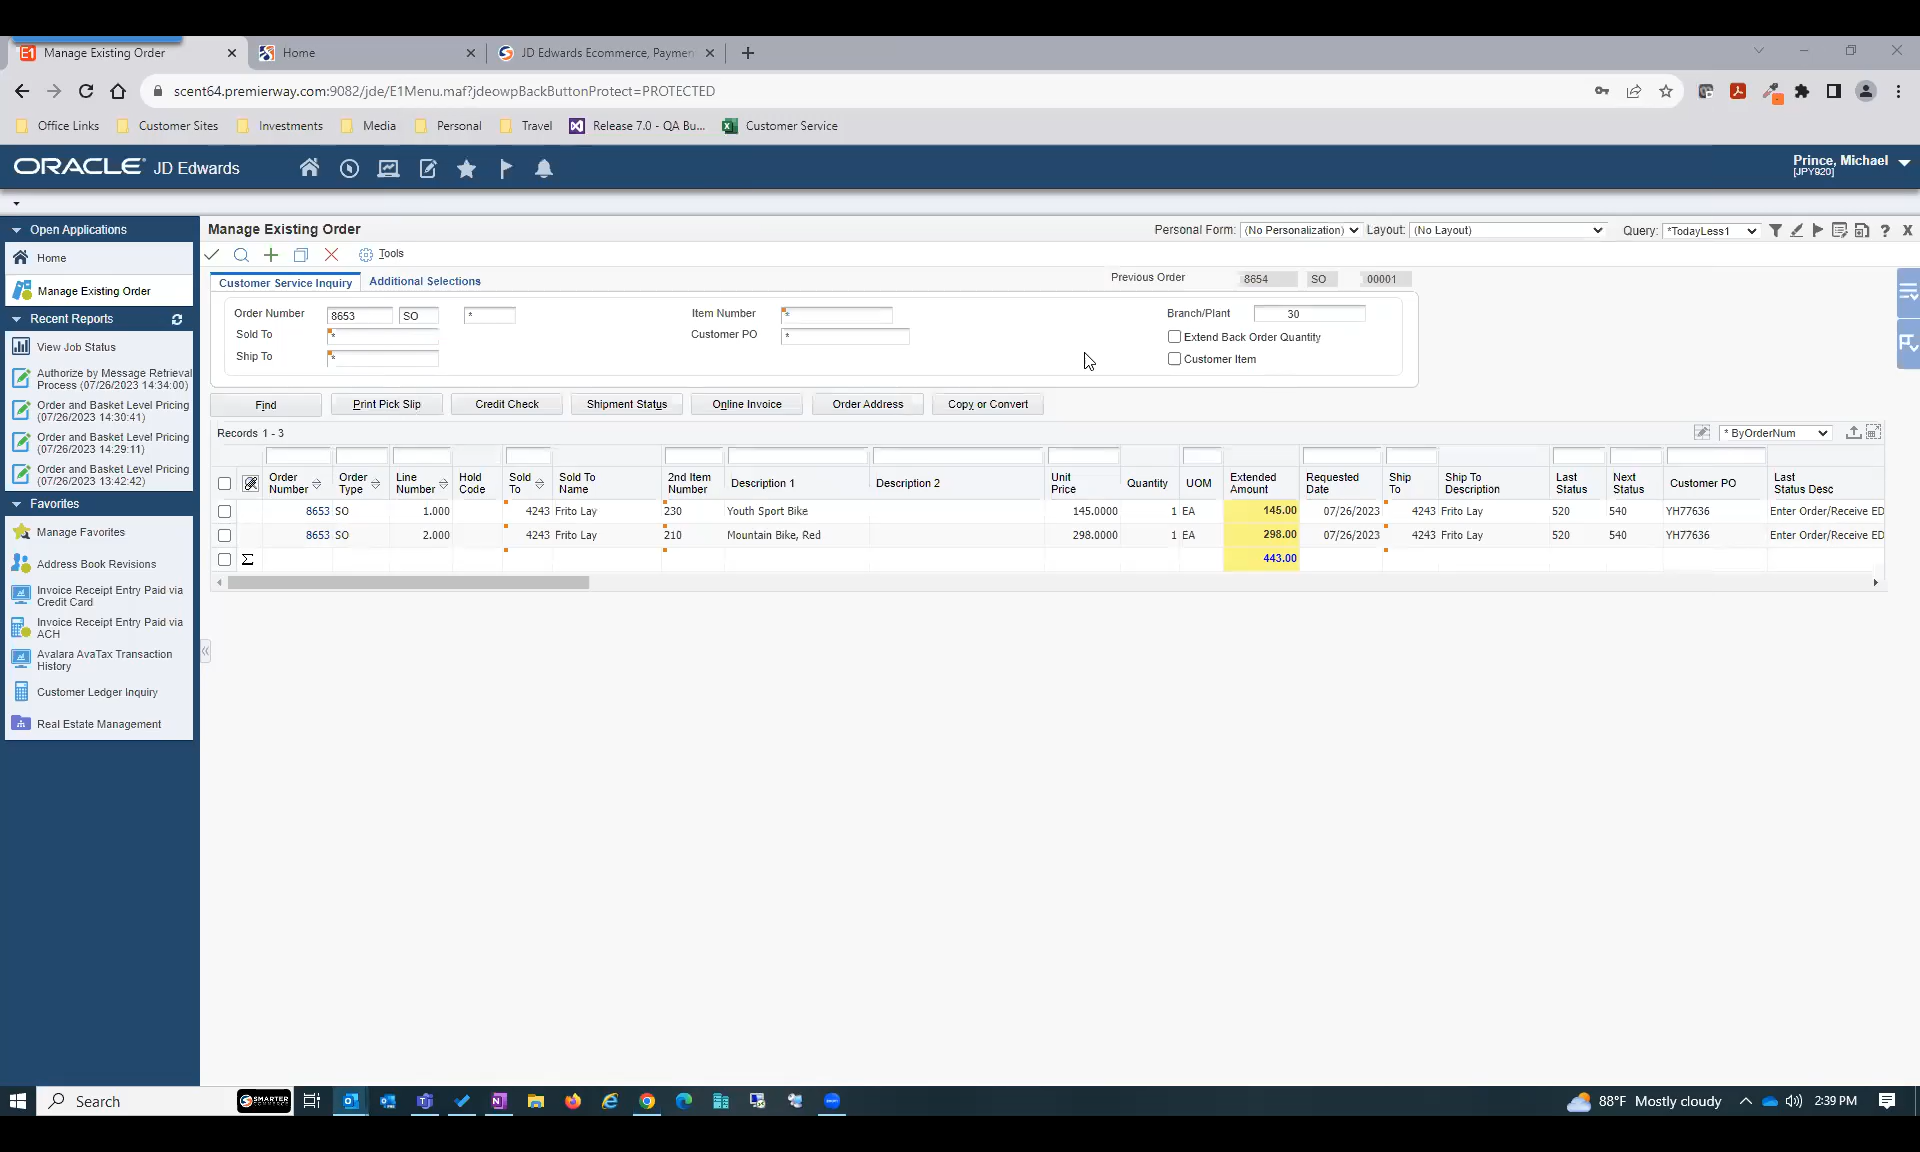 Manage Existing Order
Home
JD Edwards Ecommerce, Paymen
scent64.premierway.com:9082/jde/E1Menu.maf?jdeowpBackButtonProtect=PROTECTED
Office Links Customer Sites Investments Media Personal Travel Release 7.0 - QA Bu... Customer Service
ORACLE JD Edwards
Prince, Michael
[JPY920]
Open Applications
Home
Manage Existing Order
Recent Reports
View Job Status
Authorize by Message Retrieval
Process (07/26/2023 14:34:00)
Order and Basket Level Pricing
(07/26/2023 14:30:41)
Order and Basket Level Pricing
(07/26/2023 14:29:11)
Order and Basket Level Pricing
(07/26/2023 13:42:42)
Favorites
Manage Favorites
Address Book Revisions
Invoice Receipt Entry Paid via
Credit Card
Invoice Receipt Entry Paid via
ACH
Avalara AvaTax Transaction
History
Customer Ledger Inquiry
Real Estate Management
Manage Existing Order
Personal Form: (No Personalization) Layout: (No Layout) Query: *TodayLess1
Tools
Customer Service Inquiry Additional Selections
Previous Order 8654 SO 00001
Order Number 8653 SO * Item Number * Branch/Plant 30
Sold To * Customer PO * Extend Back Order Quantity
Ship To * Customer Item
Find Print Pick Slip Credit Check Shipment Status Online Invoice Order Address Copy or Convert
Records 1 - 3
* ByOrderNum
Order Number Order Type Line Number Hold Code Sold To Sold To Name 2nd Item Number Description 1 Description 2 Unit Price Quantity UOM Extended Amount Requested Date Ship To Ship To Description Last Status Next Status Customer PO Last Status Desc
8653 SO 1.000 4243 Frito Lay 230 Youth Sport Bike 145.0000 1 EA 145.00 07/26/2023 4243 Frito Lay 520 540 YH77636 Enter Order/Receive ED
8653 SO 2.000 4243 Frito Lay 210 Mountain Bike, Red 298.0000 1 EA 298.00 07/26/2023 4243 Frito Lay 520 540 YH77636 Enter Order/Receive ED
Σ 443.00
Search
SMARTER
88°F Mostly cloudy 2:39 PM